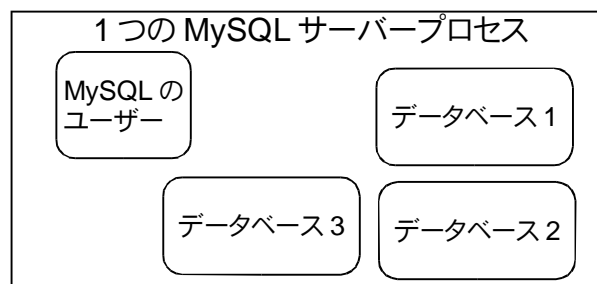 1 つの MySQL サーバープロセス
MySQL の
ユーザー
データベース 1
データベース 3
データベース 2